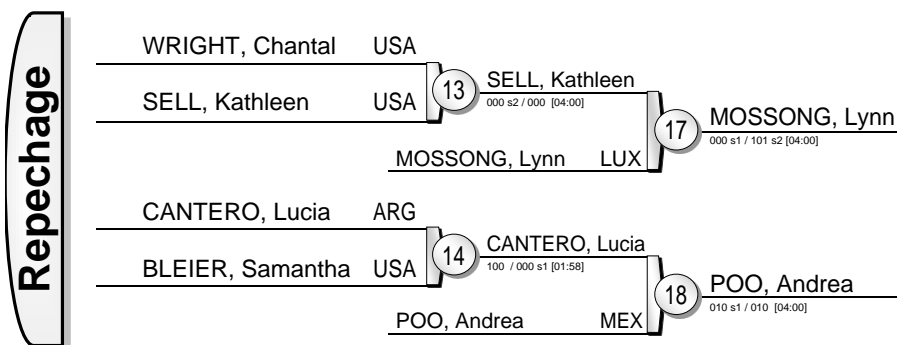 Repechage
WRIGHT, Chantal USA
SELL, Kathleen USA
13
SELL, Kathleen
000 s2 / 000 [04:00]
MOSSONG, Lynn LUX
17
MOSSONG, Lynn
000 s1 / 101 s2 [04:00]
CANTERO, Lucia ARG
BLEIER, Samantha USA
14
CANTERO, Lucia
100 / 000 s1 [01:58]
POO, Andrea MEX
18
POO, Andrea
010 s1 / 010 [04:00]